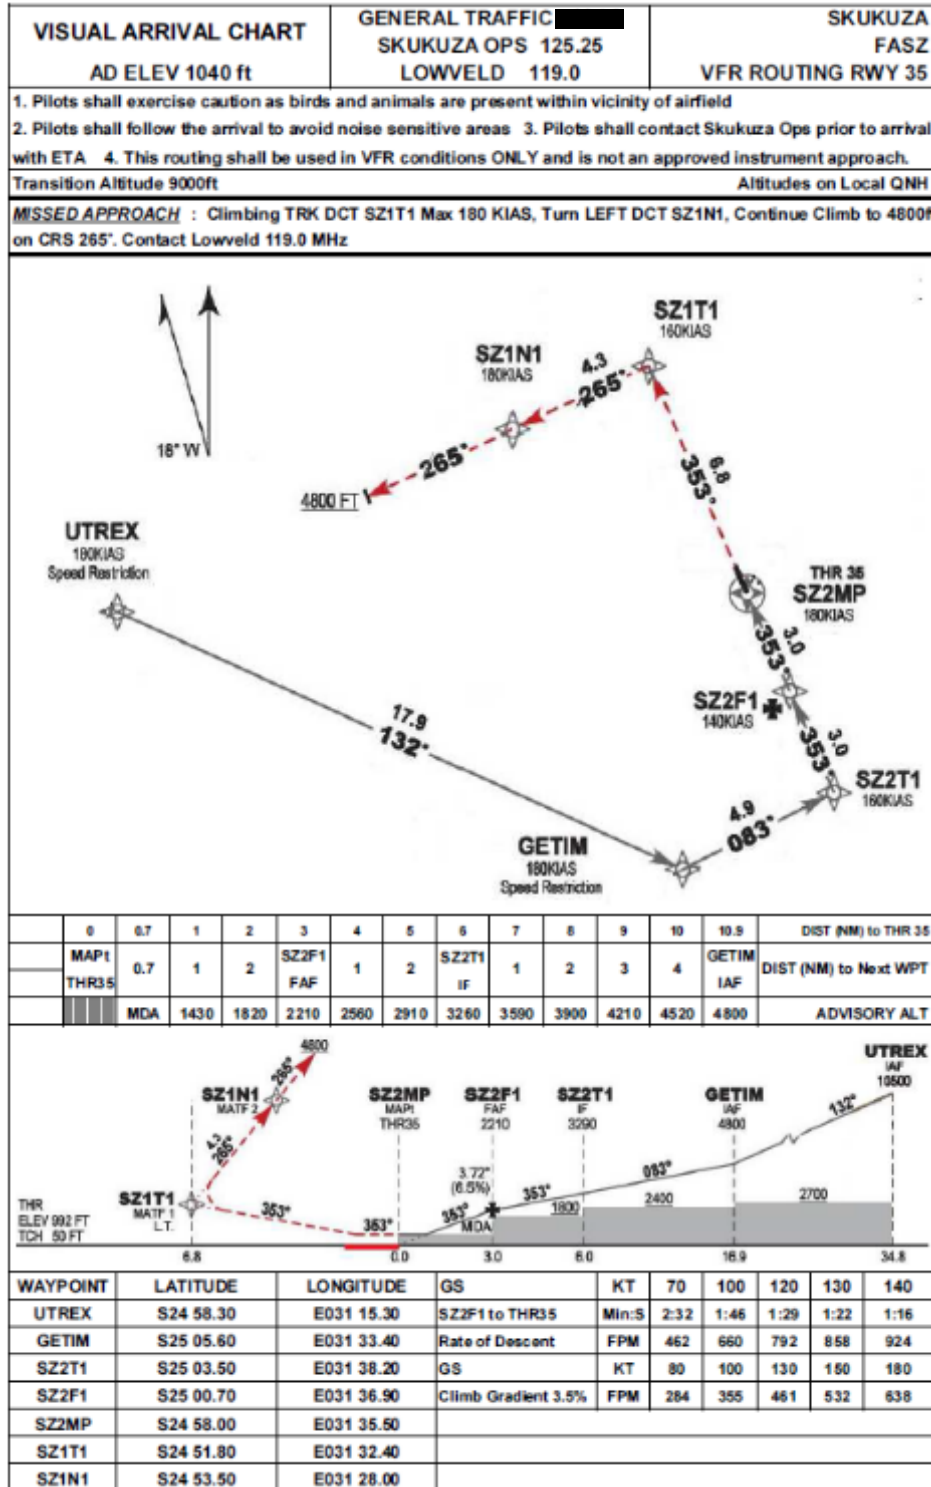 VISUAL ARRIVAL CHART
AD ELEV 1040 ft
GENERAL TRAFFIC
SKUKUZA OPS 125.25
LOWVELD 119.0
SKUKUZA
FASZ
VFR ROUTING RWY 35
1. Pilots shall exercise caution as birds and animals are present within vicinity of airfield
2. Pilots shall follow the arrival to avoid noise sensitive areas 3. Pilots shall contact Skukuza Ops prior to arrival
with ETA 4. This routing shall be used in VFR conditions ONLY and is not an approved instrument approach.
Transition Altitude 9000ft Altitudes on Local QNH
MISSED APPROACH : Climbing TRK DCT SZ1T1 Max 180 KIAS, Turn LEFT DCT SZ1N1, Continue Climb to 4800f
on CRS 265°. Contact Lowveld 119.0 MHz
18° W
SZ1T1
160KIAS
SZ1N1
180KIAS
4.3
265°
265°
4800 FT
6.8
353°
UTREX
180KIAS
Speed Restriction
THR 35
SZ2MP
180KIAS
3.0
353°
SZ2F1
140KIAS
3.0
353°
SZ2T1
160KIAS
17.9
132°
4.9
083°
GETIM
180KIAS
Speed Restriction
0 0.7 1 2 3 4 5 6 7 8 9 10 10.9 DIST (NM) to THR 35
MAPt THR35 0.7 1 2 SZ2F1 FAF 1 2 SZ2T1 IF 1 2 3 4 GETIM IAF DIST (NM) to Next WPT
MDA 1430 1820 2210 2560 2910 3260 3590 3900 4210 4520 4800 ADVISORY ALT
4800
265°
SZ1N1
MATF 2
4.3
265°
SZ1T1
MATF 1
L.T.
353°
353°
SZ2MP
MAPt
THR35
SZ2F1
FAF
2210
SZ2T1
IF
3290
GETIM
IAF
4800
UTREX
IAF
10500
132°
083°
3.72°
(6.5%)
353°
353°
MDA
1800
2400
2700
THR
ELEV 992 FT
TCH 50 FT
6.8 0.0 3.0 6.0 16.9 34.8
WAYPOINT LATITUDE LONGITUDE GS KT 70 100 120 130 140
UTREX S24 58.30 E031 15.30 SZ2F1 to THR35 Min:S 2:32 1:46 1:29 1:22 1:16
GETIM S25 05.60 E031 33.40 Rate of Descent FPM 462 660 792 858 924
SZ2T1 S25 03.50 E031 38.20 GS KT 80 100 130 150 180
SZ2F1 S25 00.70 E031 36.90 Climb Gradient 3.5% FPM 284 355 461 532 638
SZ2MP S24 58.00 E031 35.50
SZ1T1 S24 51.80 E031 32.40
SZ1N1 S24 53.50 E031 28.00